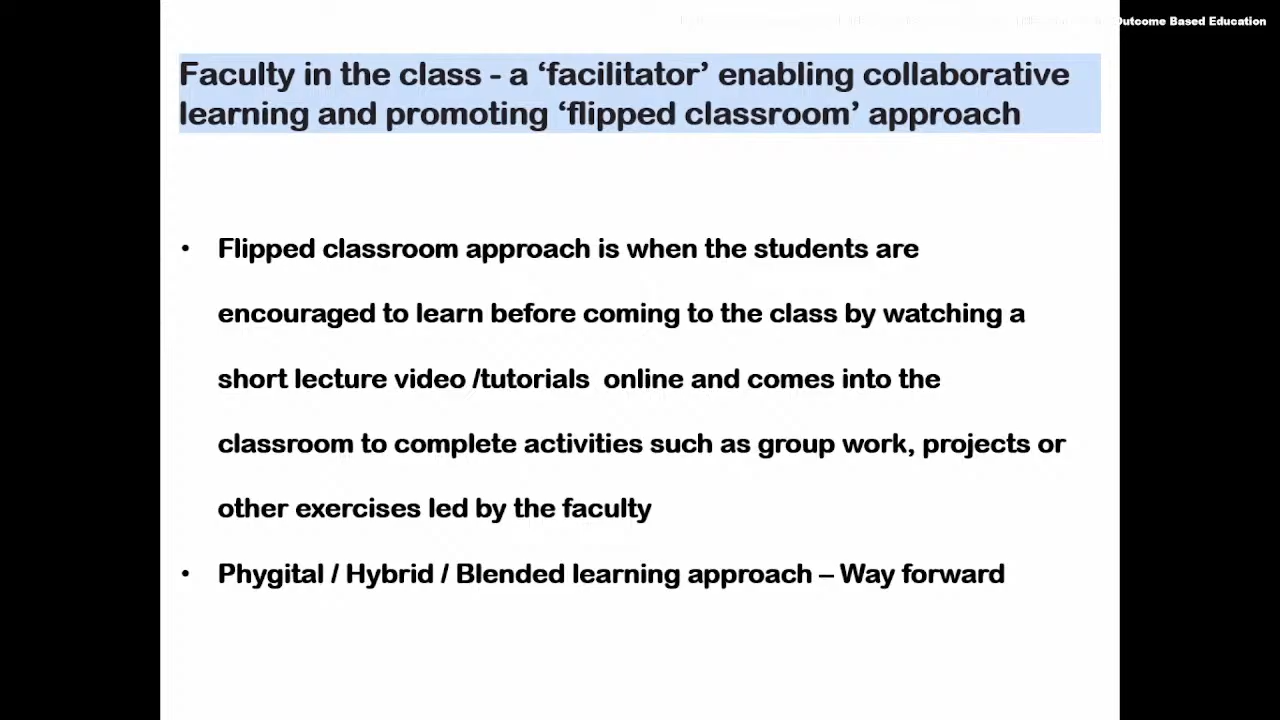 Outcome Based Education
Faculty in the class - a ‘facilitator’ enabling collaborative
learning and promoting ‘flipped classroom’ approach
• Flipped classroom approach is when the students are
encouraged to learn before coming to the class by watching a
short lecture video /tutorials online and comes into the
classroom to complete activities such as group work, projects or
other exercises led by the faculty
• Phygital / Hybrid / Blended learning approach – Way forward